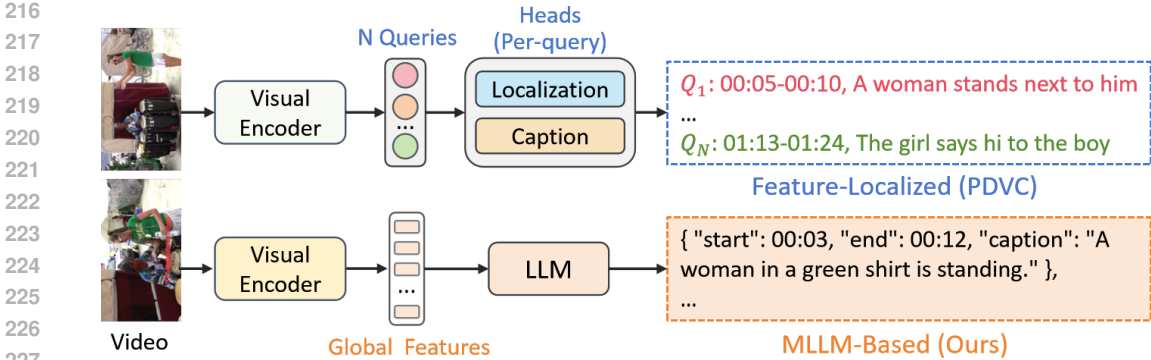 216
217
218
219
220
221
222
223
224
225
226
227
Heads
(Per-query)
N Queries
Visual
Encoder
...
Localization
Caption
Q1: 00:05-00:10, A woman stands next to him
...
QN: 01:13-01:24, The girl says hi to the boy
Feature-Localized (PDVC)
Visual
Encoder
...
LLM
{ "start": 00:03, "end": 00:12, "caption": "A
woman in a green shirt is standing." },
...
Video
Global Features
MLLM-Based (Ours)